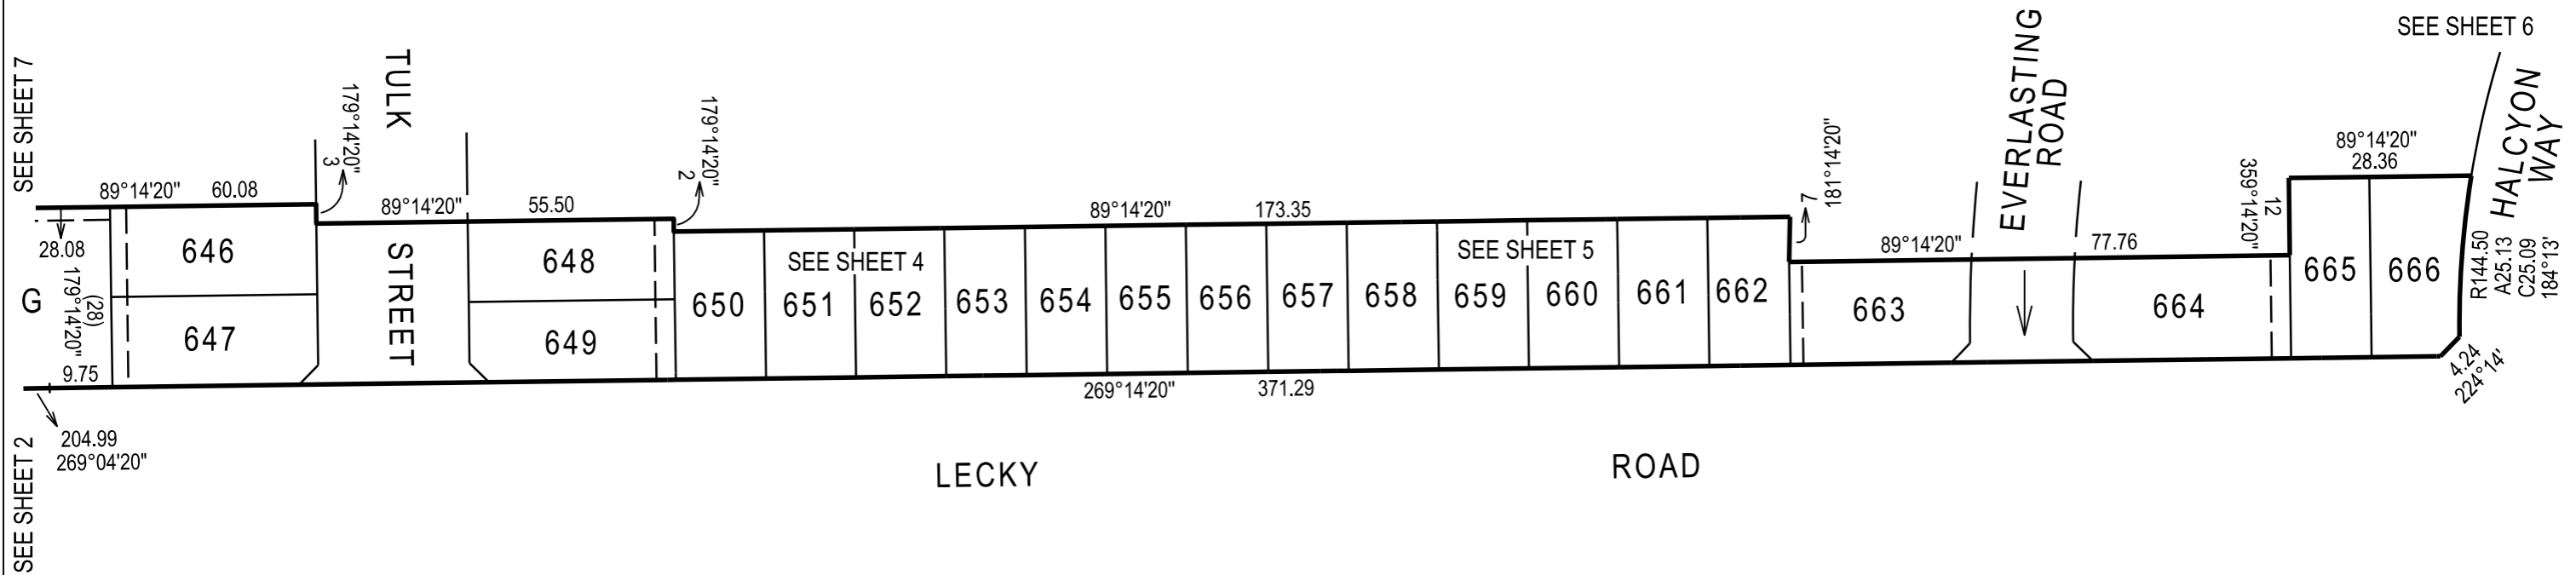 SEE SHEET 6
SEE SHEET 7
TULK
STREET
EVERLASTING
ROAD
HALCYON
WAY
179°14'20"
3
179°14'20"
2
7
181°14'20"
359°14'20"
12
89°14'20"
28.36
89°14'20" 60.08
89°14'20" 55.50
89°14'20" 173.35
89°14'20" 77.76
28.08
179°14'20"
(28)
9.75
G
646
647
648
649
SEE SHEET 4
SEE SHEET 5
650 651 652 653 654 655 656 657 658 659 660 661 662 663 664 665 666
R144.50
A25.13
C25.09
184°13'
4.24
224°14'
269°14'20" 371.29
204.99
269°04'20"
SEE SHEET 2
LECKY ROAD